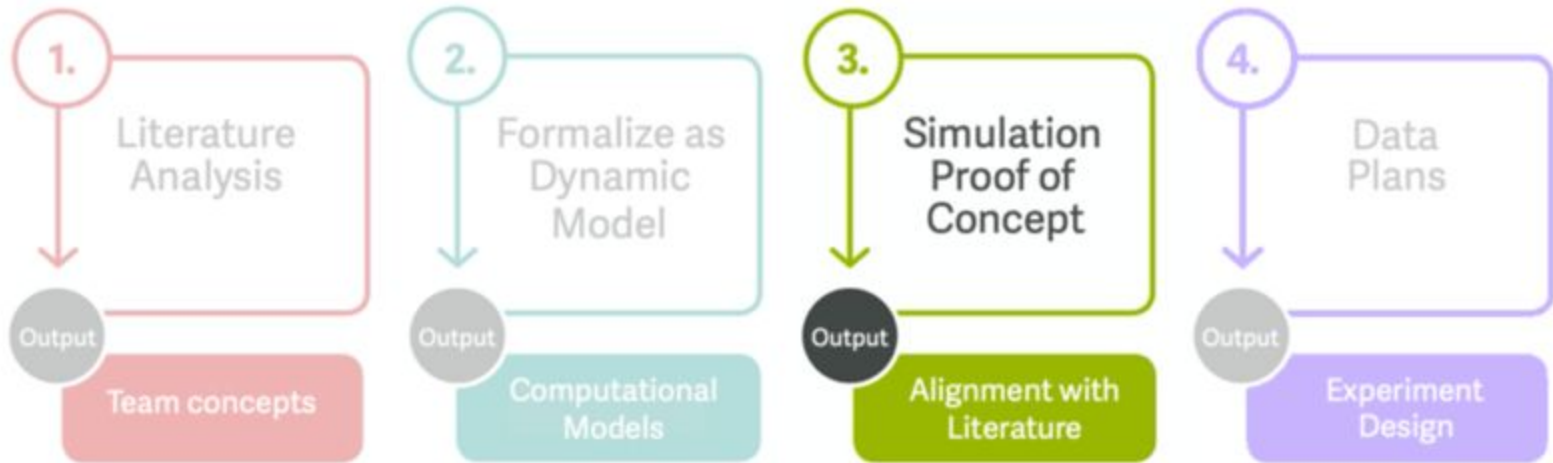 1.
Literature
Analysis
Output
Team concepts
2.
Formalize as
Dynamic
Model
Output
Computational
Models
3.
Simulation
Proof of
Concept
Output
Alignment with
Literature
4.
Data
Plans
Output
Experiment
Design